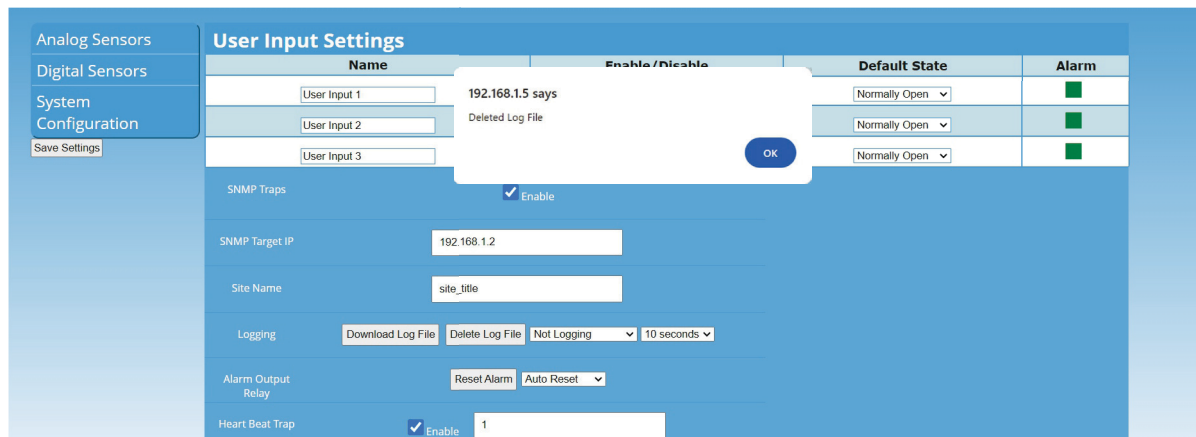 Analog Sensors
Digital Sensors
System
Configuration
Save Settings
User Input Settings
Name Enable/Disable Default State Alarm
User Input 1 Normally Open
User Input 2 Normally Open
User Input 3 Normally Open
192.168.1.5 says
Deleted Log File
OK
SNMP Traps Enable
SNMP Target IP 192.168.1.2
Site Name site_title
Logging Download Log File Delete Log File Not Logging 10 seconds
Alarm Output
Relay
Reset Alarm Auto Reset
Heart Beat Trap Enable 1